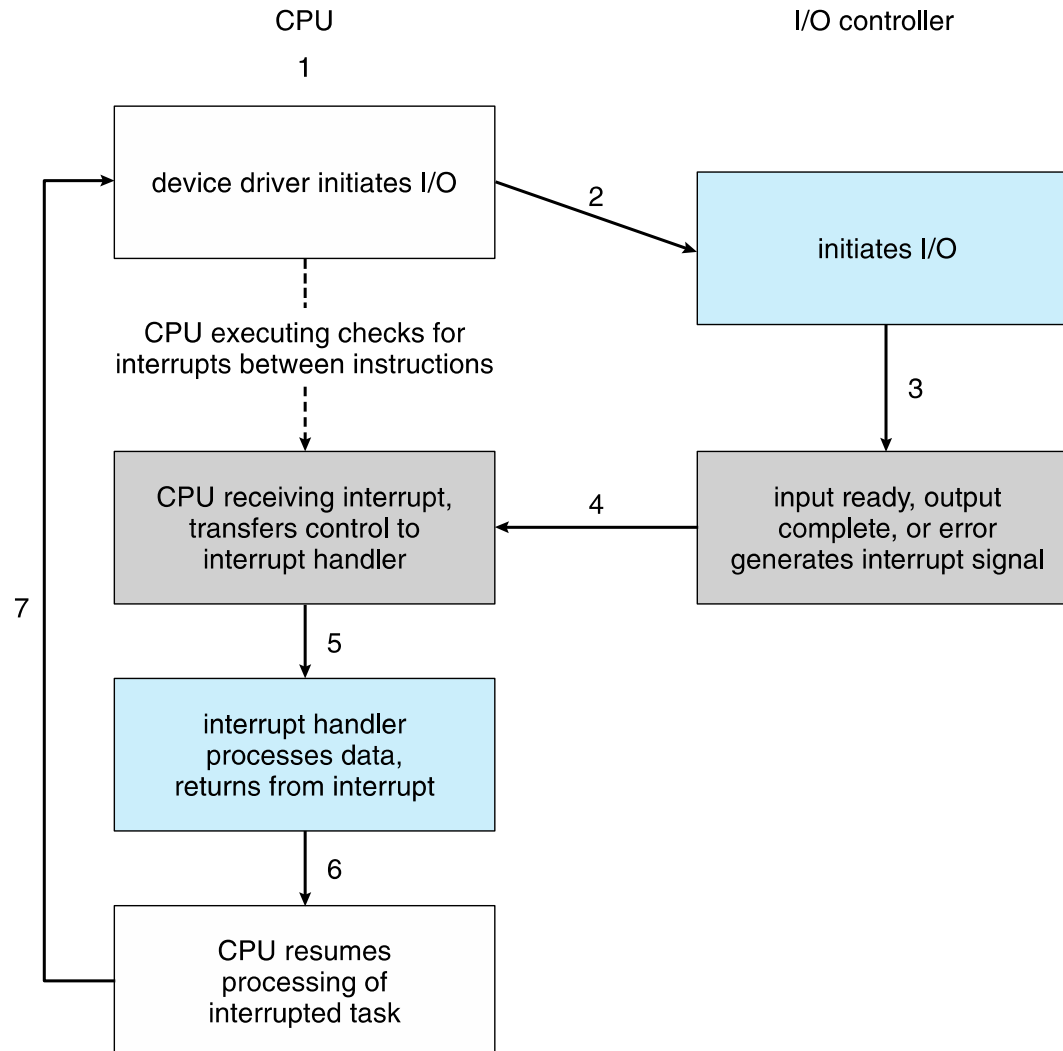 CPU
I/O controller
1
device driver initiates I/O
2
initiates I/O
CPU executing checks for
interrupts between instructions
3
CPU receiving interrupt,
transfers control to
interrupt handler
4
input ready, output
complete, or error
generates interrupt signal
7
5
interrupt handler
processes data,
returns from interrupt
6
CPU resumes
processing of
interrupted task